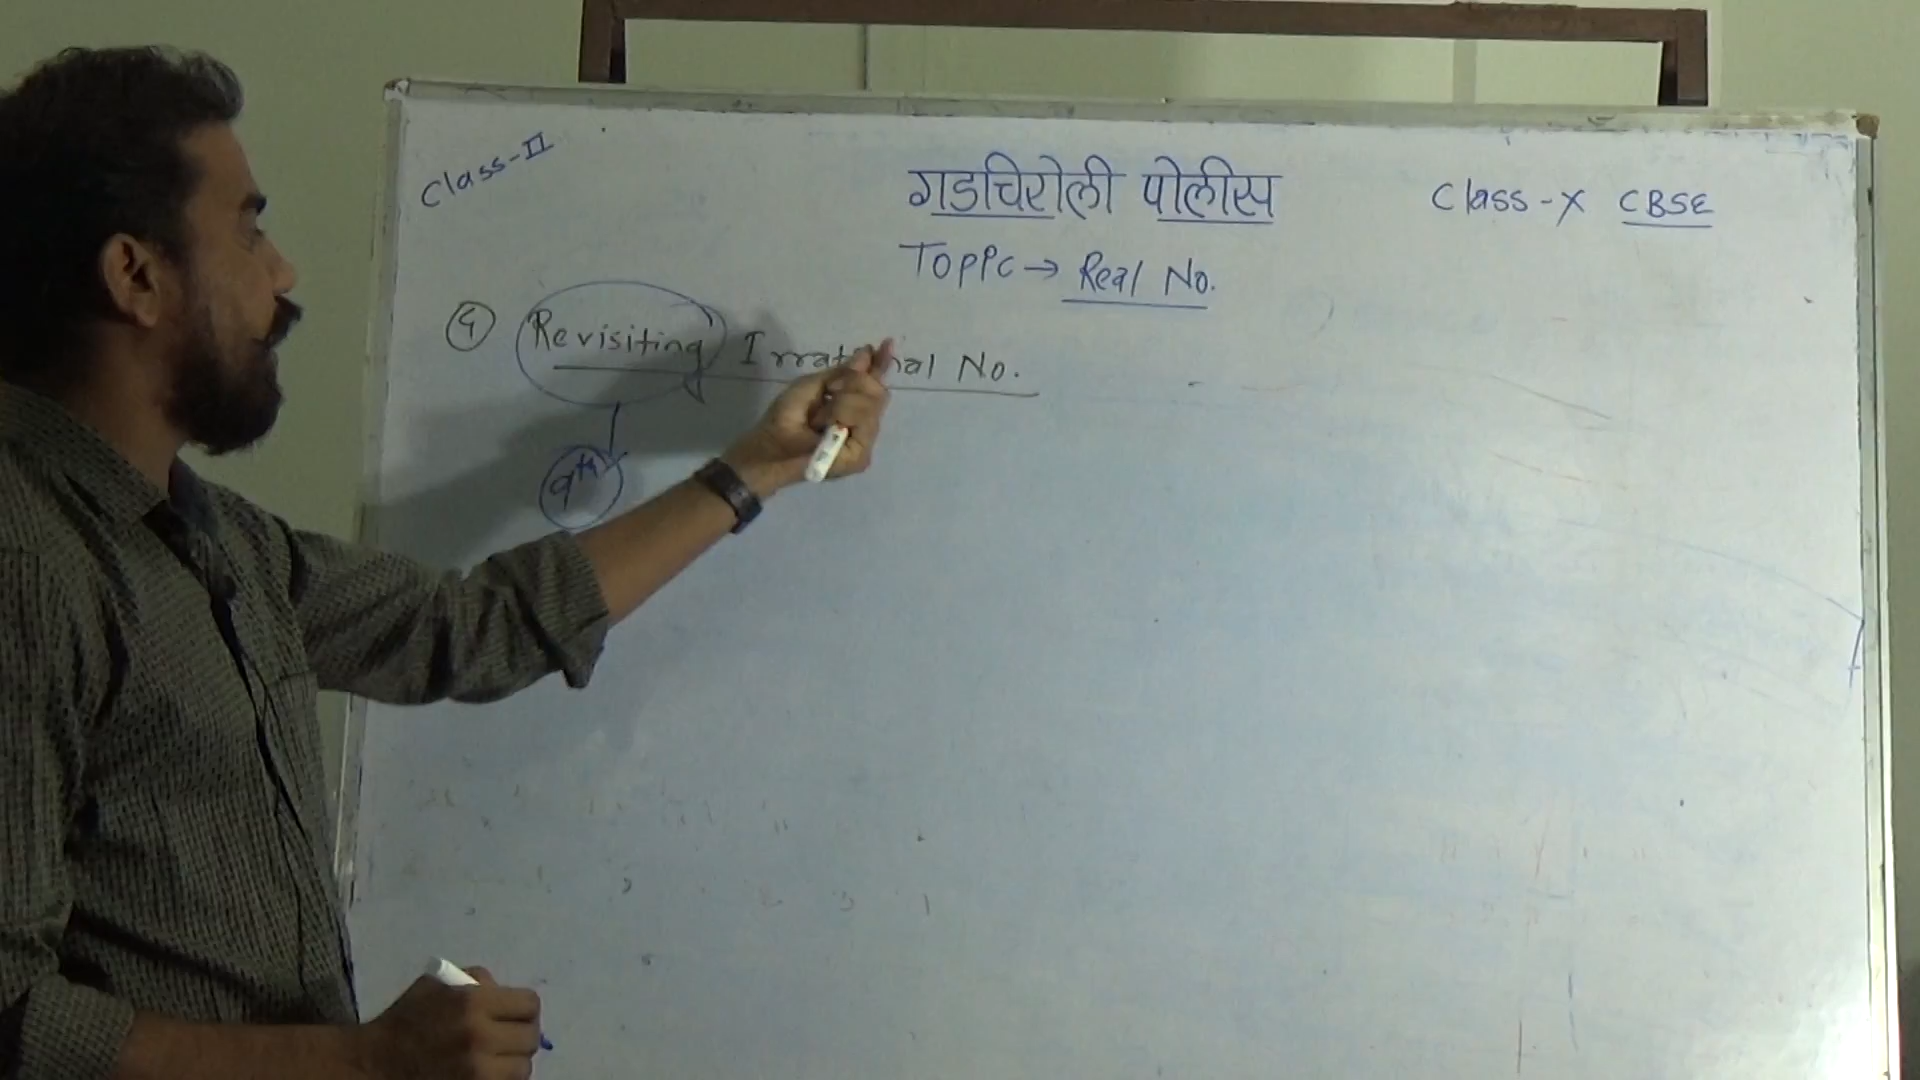 Class-II
गडचिरोली पोलीस
Class-X CBSE
Topic → Real No.
④ Revisiting Irrational No.
9th